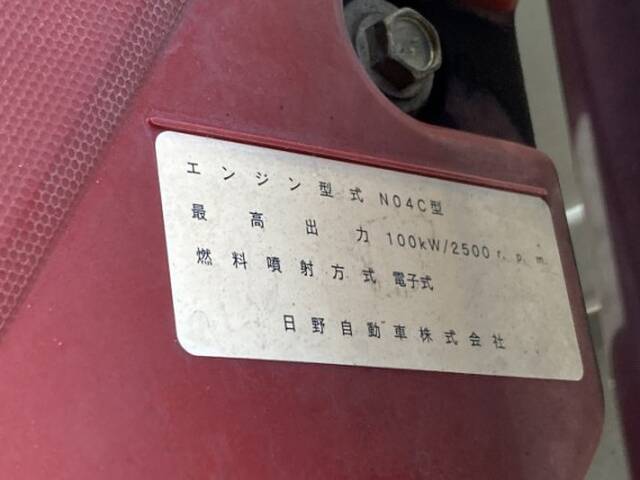 エンジン型式 N04C型
最高出力 100kW/2500 r.p.m.
燃料噴射方式 電子式
日野自動車株式会社